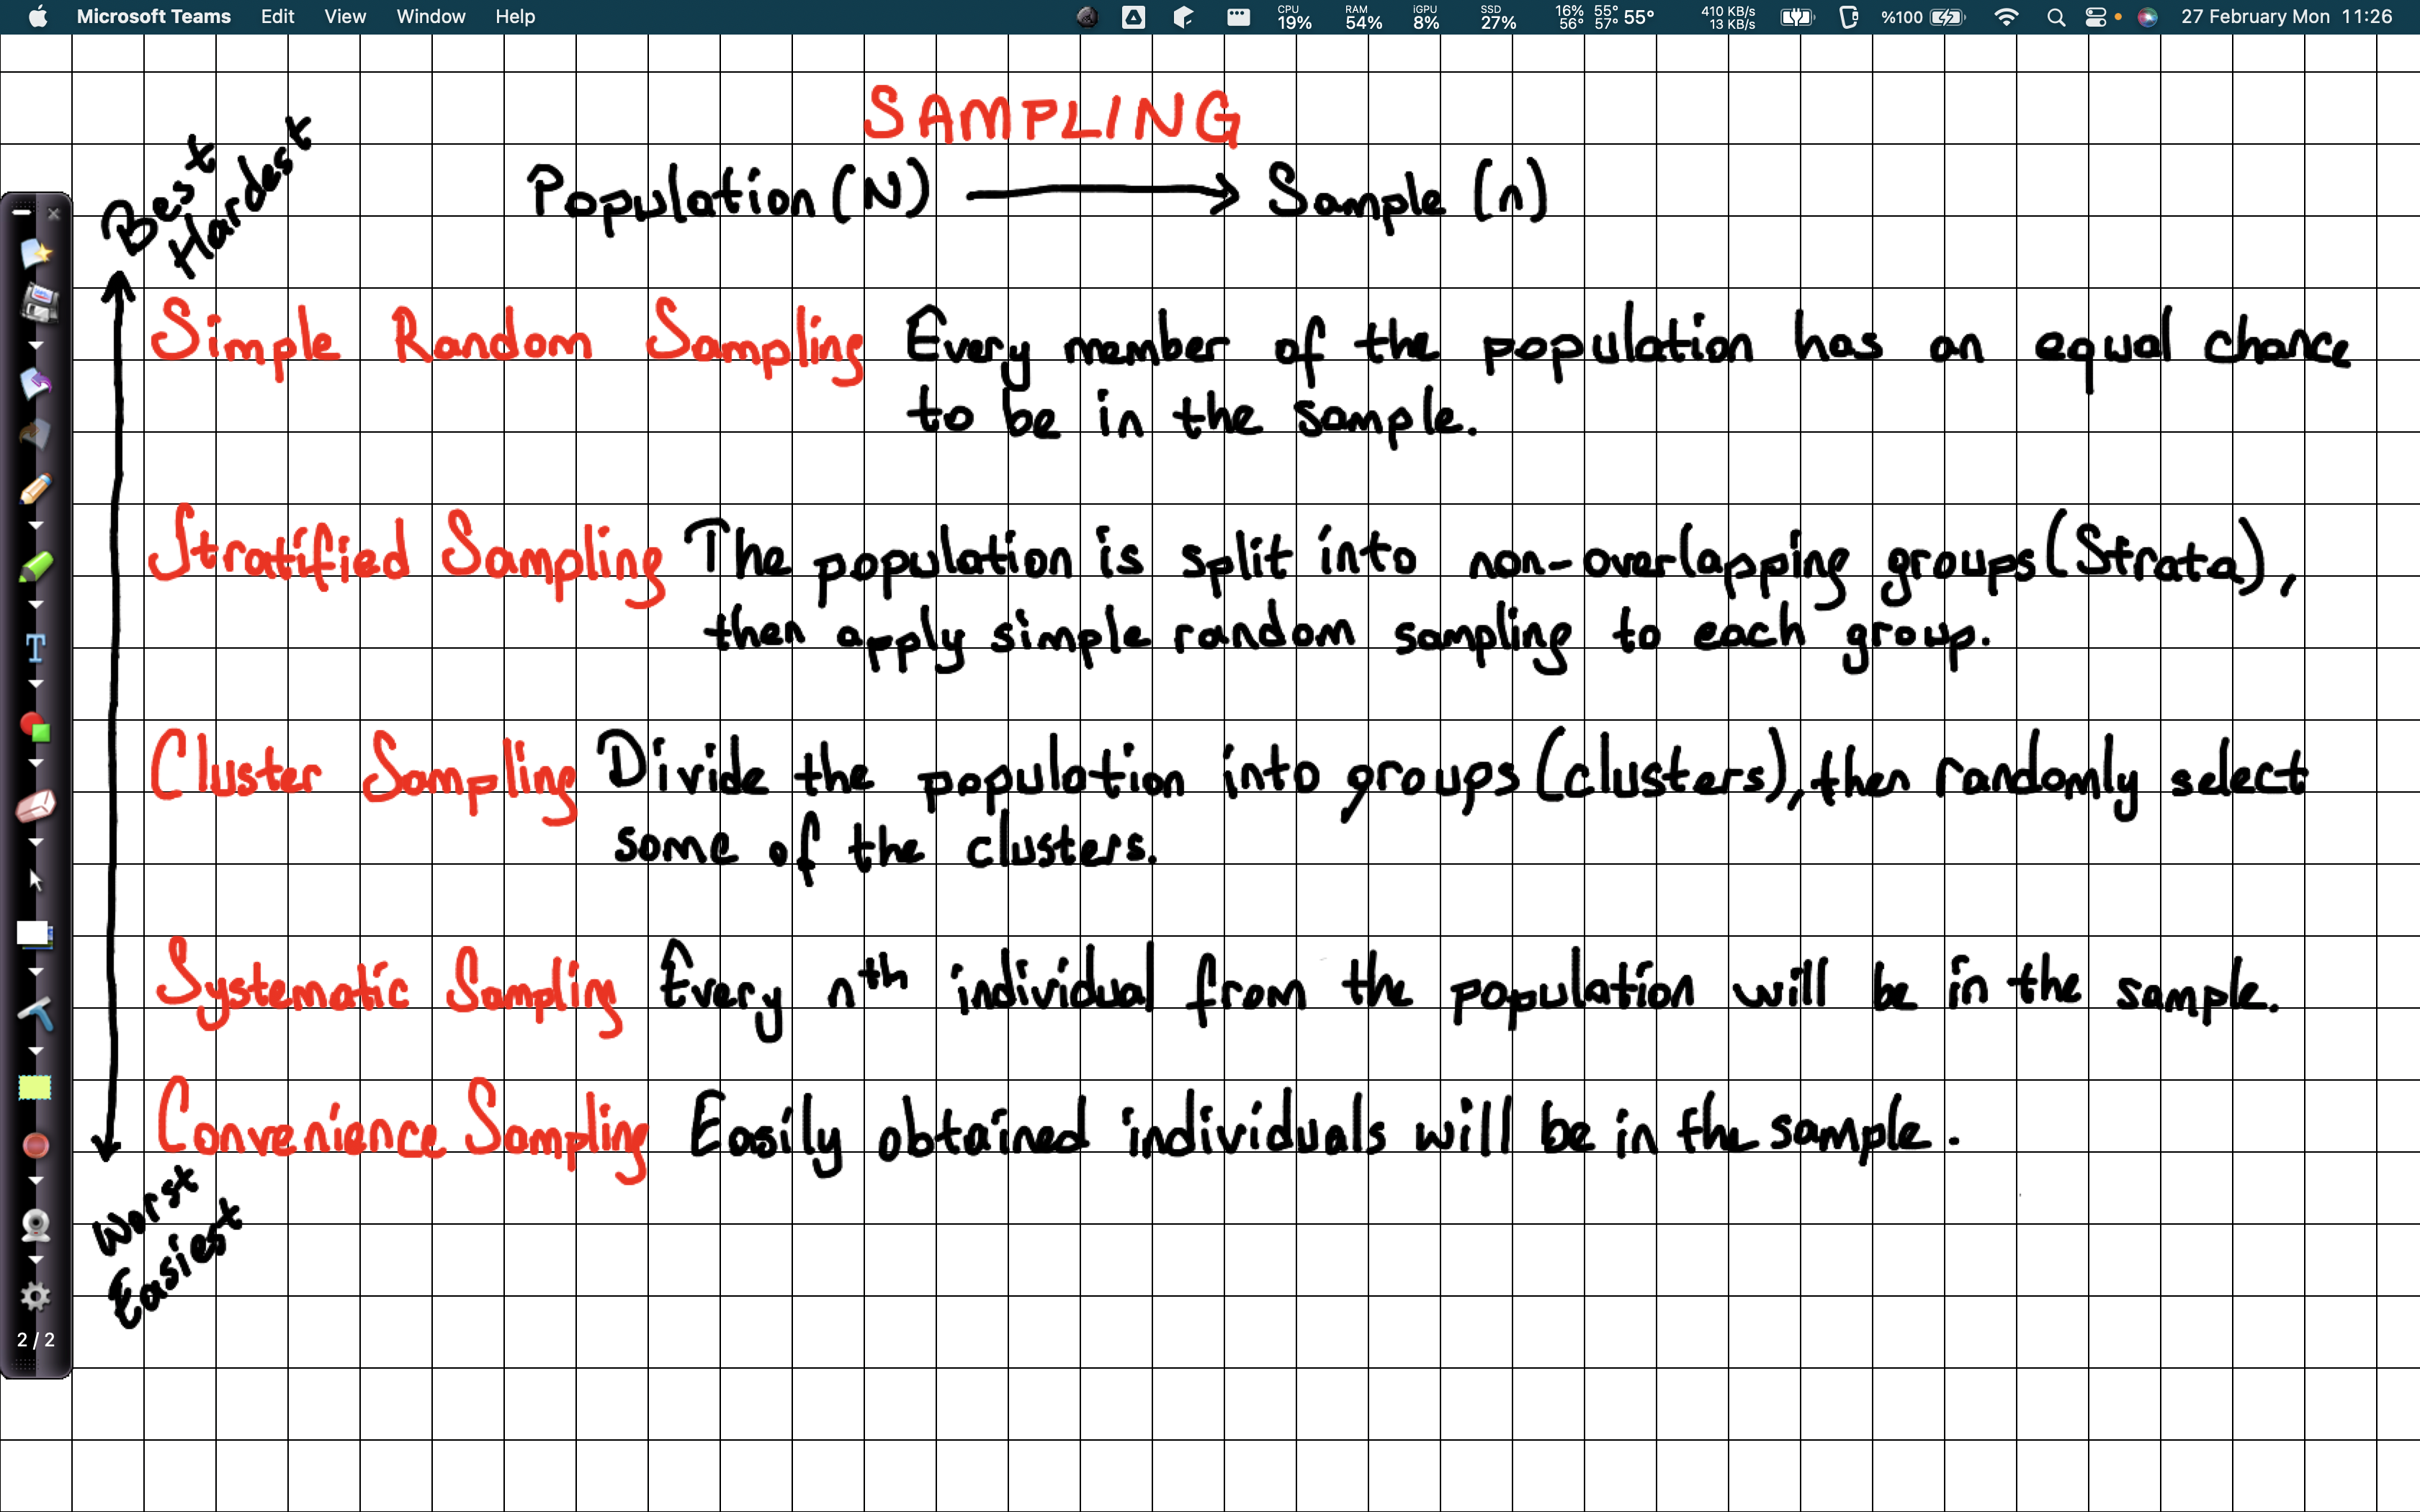 Microsoft Teams Edit View Window Help CPU 19% RAM 54% iGPU 8% SSD 27% 16% 56° 55° 57° 55° 410 KB/s 13 KB/s %100 27 February Mon 11:26
SAMPLING
Best
Hardest
Population (N) → Sample (n)
Simple Random Sampling Every member of the population has an equal chance
to be in the sample.
Stratified Sampling The population is split into non-overlapping groups (Strata),
then apply simple random sampling to each group.
Cluster Sampling Divide the population into groups (clusters), then randomly select
some of the clusters.
Systematic Sampling Every nth individual from the population will be in the sample.
Convenience Sampling Easily obtained individuals will be in the sample.
Worst
Easiest
2 / 2